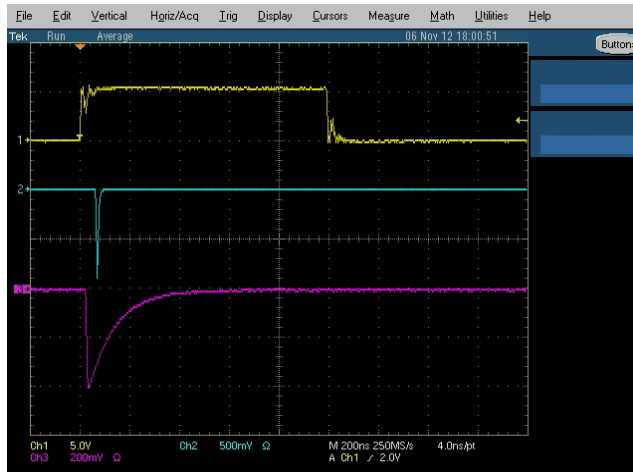 File Edit Vertical Horiz/Acq Trig Display Cursors Measure Math Utilities Help
Tek Run Average 06 Nov 12 18:00:51
Buttons
1
2
Ch1 5.0V Ch2 500mV Ω M 200ns 250MS/s 4.0ns/pt
Ch3 200mV Ω A Ch1 ∕ 2.0V